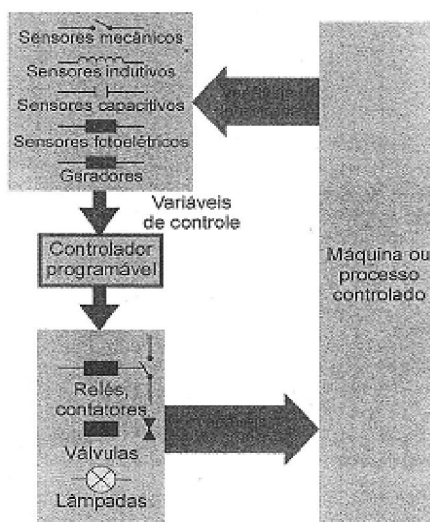 Sensores mecânicos
Sensores indutivos
Sensores capacitivos
Sensores fotoelétricos
Geradores
Variáveis
de controle
Controlador
programável
Máquina ou
processo
controlado
Relés,
contatores
Válvulas
Lâmpadas